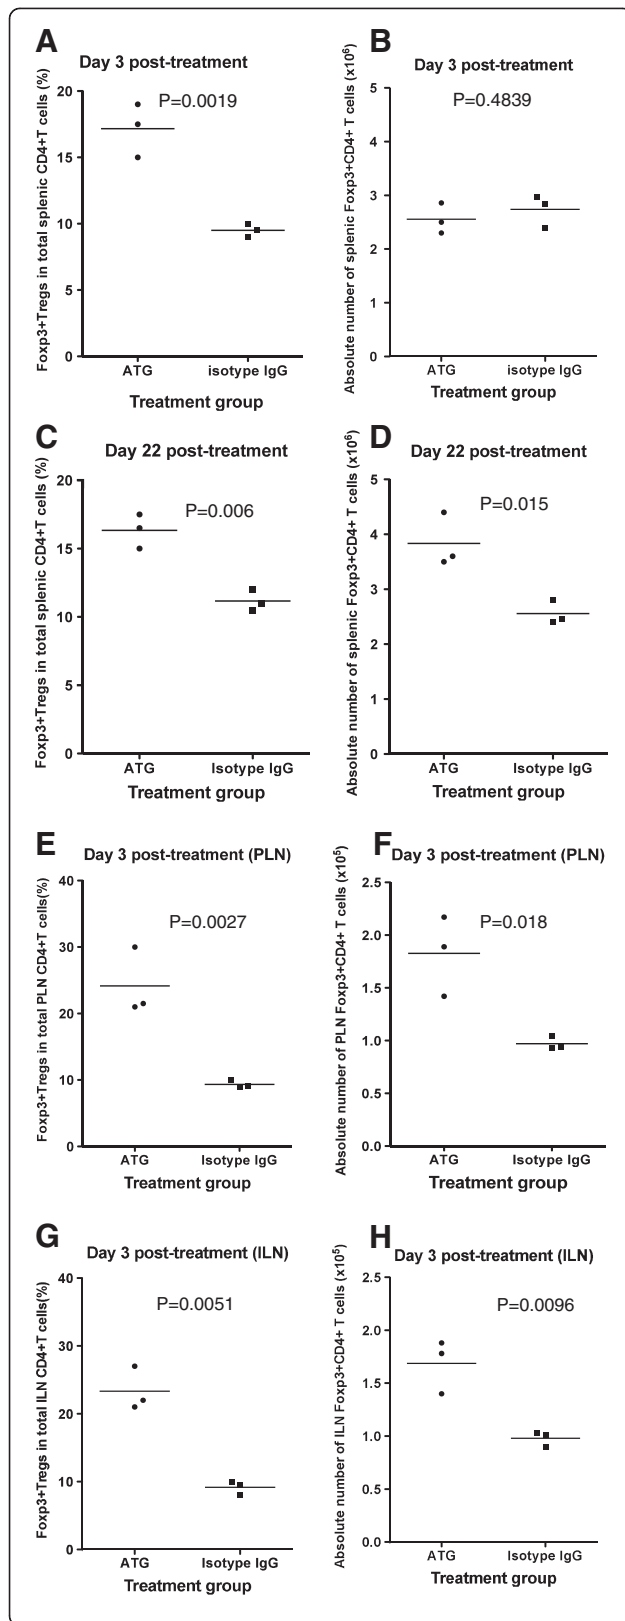 A
Day 3 post-treatment
Foxp3+Tregs in total splenic CD4+T cells (%)
P=0.0019
20
15
10
5
0
ATG
isotype IgG
Treatment group
B
Day 3 post-treatment
Absolute number of splenic Foxp3+CD4+ T cells (x10⁶)
P=0.4839
5
4
3
2
1
0
ATG
isotype IgG
Treatment group
C
Day 22 post-treatment
Foxp3+Tregs in total splenic CD4+T cells (%)
P=0.006
20
15
10
5
0
ATG
Isotype IgG
Treatment group
D
Day 22 post-treatment
Absolute number of splenic Foxp3+CD4+ T cells (x10⁶)
P=0.015
5
4
3
2
1
0
ATG
Isotype IgG
Treatment group
E
Day 3 post-treatment (PLN)
Foxp3+Tregs in total PLN CD4+T cells(%)
P=0.0027
40
30
20
10
0
ATG
Isotype IgG
Treatment group
F
Day 3 post-treatment (PLN)
Absolute number of PLN Foxp3+CD4+ T cells (x10⁵)
P=0.018
2.5
2.0
1.5
1.0
0.5
0.0
ATG
Isotype IgG
Treatment group
G
Day 3 post-treatment (ILN)
Foxp3+Tregs in total ILN CD4+T cells(%)
P=0.0051
40
30
20
10
0
ATG
Isotype IgG
Treatment group
H
Day 3 post-treatment (ILN)
Absolute number of ILN Foxp3+CD4+ T cells (x10⁵)
P=0.0096
2.5
2.0
1.5
1.0
0.5
0.0
ATG
Isotype IgG
Treatment group